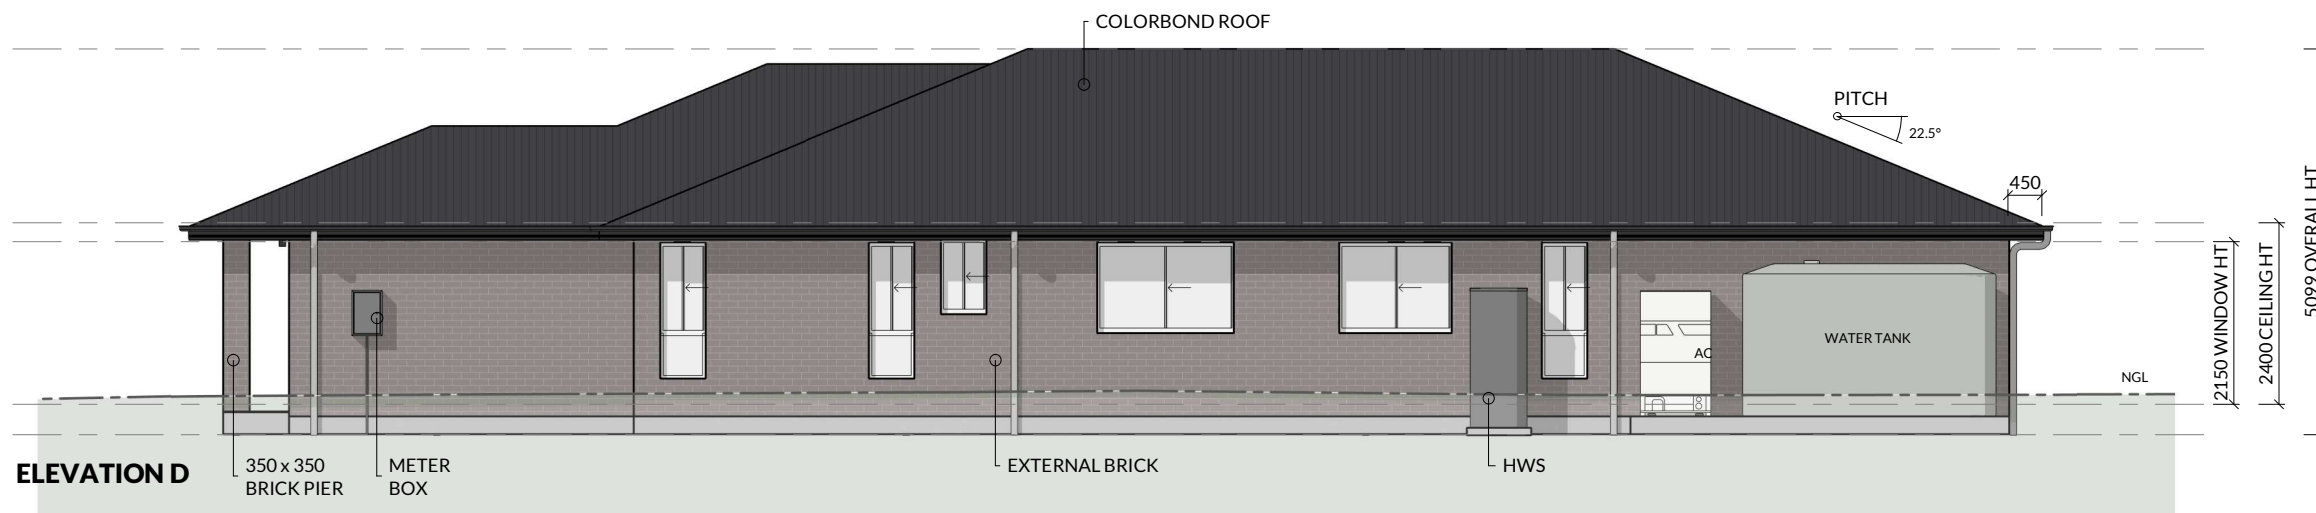 COLORBOND ROOF
PITCH
22.5°
450
5099 OVERALL HT
2150 WINDOW HT
2400 CEILING HT
AC
WATER TANK
NGL
ELEVATION D
350 x 350
BRICK PIER
METER
BOX
EXTERNAL BRICK
HWS